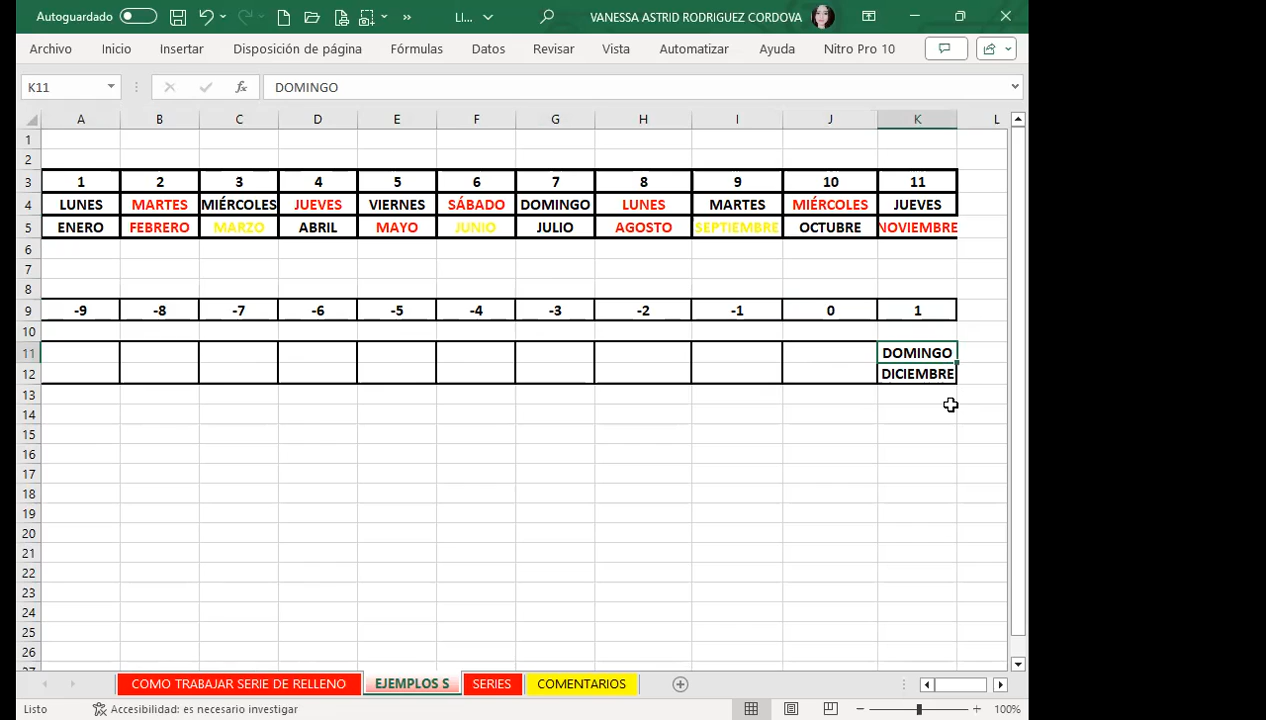 Autoguardado LI... VANESSA ASTRID RODRIGUEZ CORDOVA
Archivo Inicio Insertar Disposición de página Fórmulas Datos Revisar Vista Automatizar Ayuda Nitro Pro 10
K11 fx DOMINGO
A B C D E F G H I J K L
1
2
3 1 2 3 4 5 6 7 8 9 10 11
4 LUNES MARTES MIÉRCOLES JUEVES VIERNES SÁBADO DOMINGO LUNES MARTES MIÉRCOLES JUEVES
5 ENERO FEBRERO MARZO ABRIL MAYO JUNIO JULIO AGOSTO SEPTIEMBRE OCTUBRE NOVIEMBRE
6
7
8
9 -9 -8 -7 -6 -5 -4 -3 -2 -1 0 1
10
11 DOMINGO
12 DICIEMBRE
13
14
15
16
17
18
19
20
21
22
23
24
25
26
27
COMO TRABAJAR SERIE DE RELLENO EJEMPLOS S SERIES COMENTARIOS
Listo Accesibilidad: es necesario investigar 100%